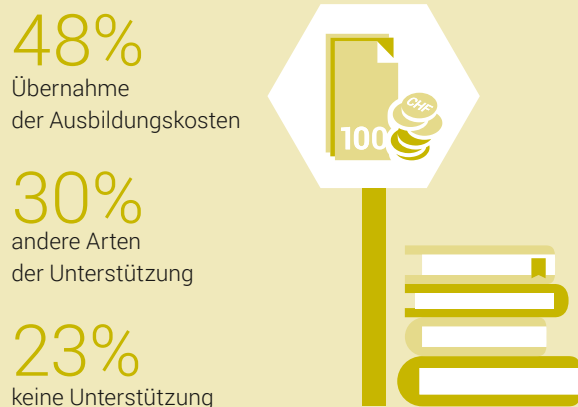 48%
Übernahme
der Ausbildungskosten
30%
andere Arten
der Unterstützung
23%
keine Unterstützung
CHF
100